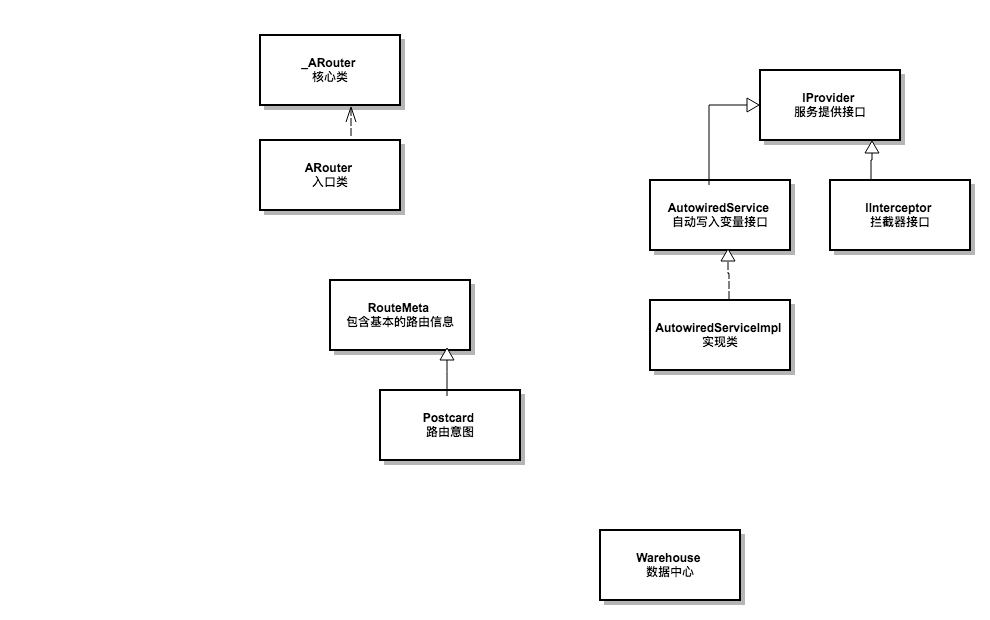 _ARouter
核心类
IProvider
服务提供接口
ARouter
入口类
AutowiredService
自动写入变量接口
IInterceptor
拦截器接口
RouteMeta
包含基本的路由信息
AutowiredServiceImpl
实现类
Postcard
路由意图
Warehouse
数据中心